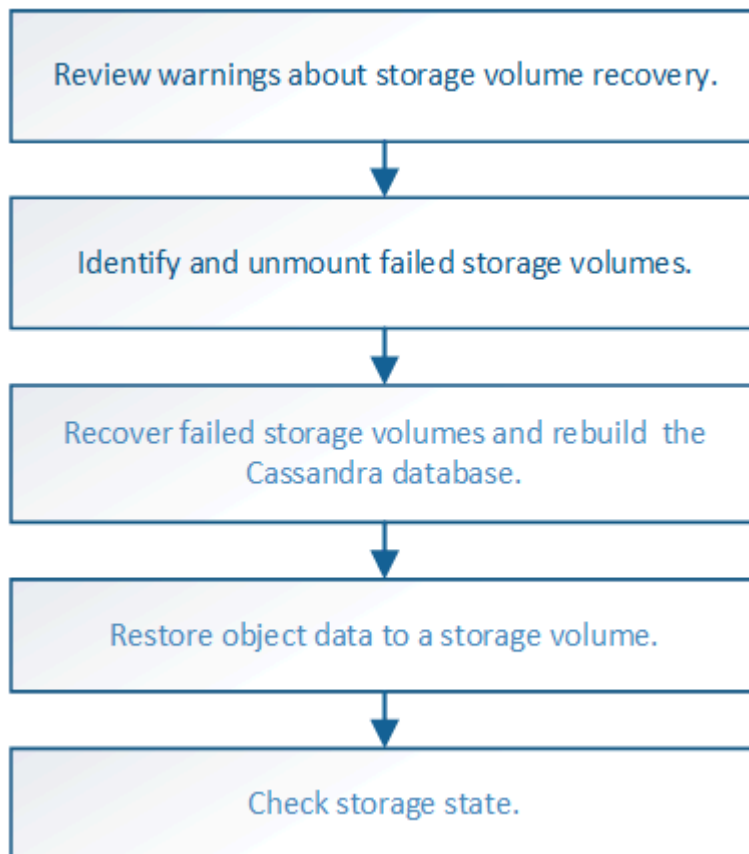 Review warnings about storage volume recovery.
Identify and unmount failed storage volumes.
Recover failed storage volumes and rebuild the
Cassandra database.
Restore object data to a storage volume.
Check storage state.